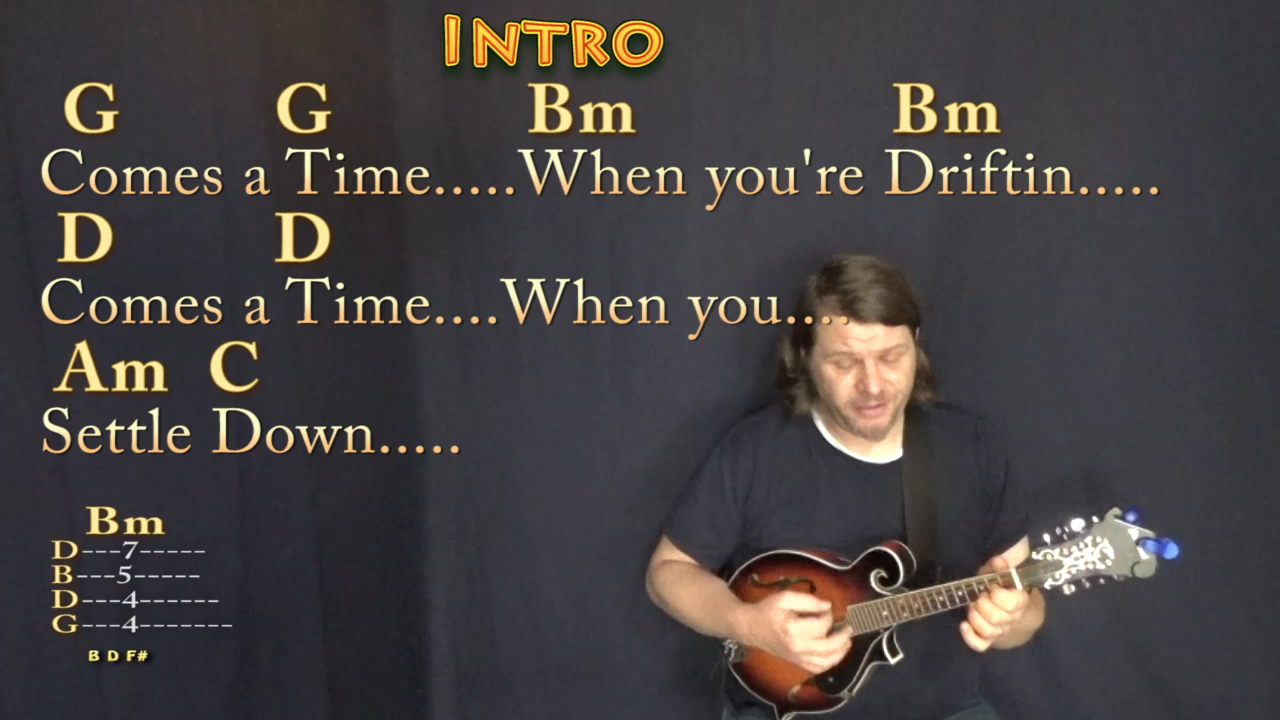 INTRO
G G Bm Bm
Comes a Time.....When you're Driftin.....
D D
Comes a Time....When you....
Am C
Settle Down.....
Bm
D---7-----
B---5-----
D---4------
G---4-------
B D F#